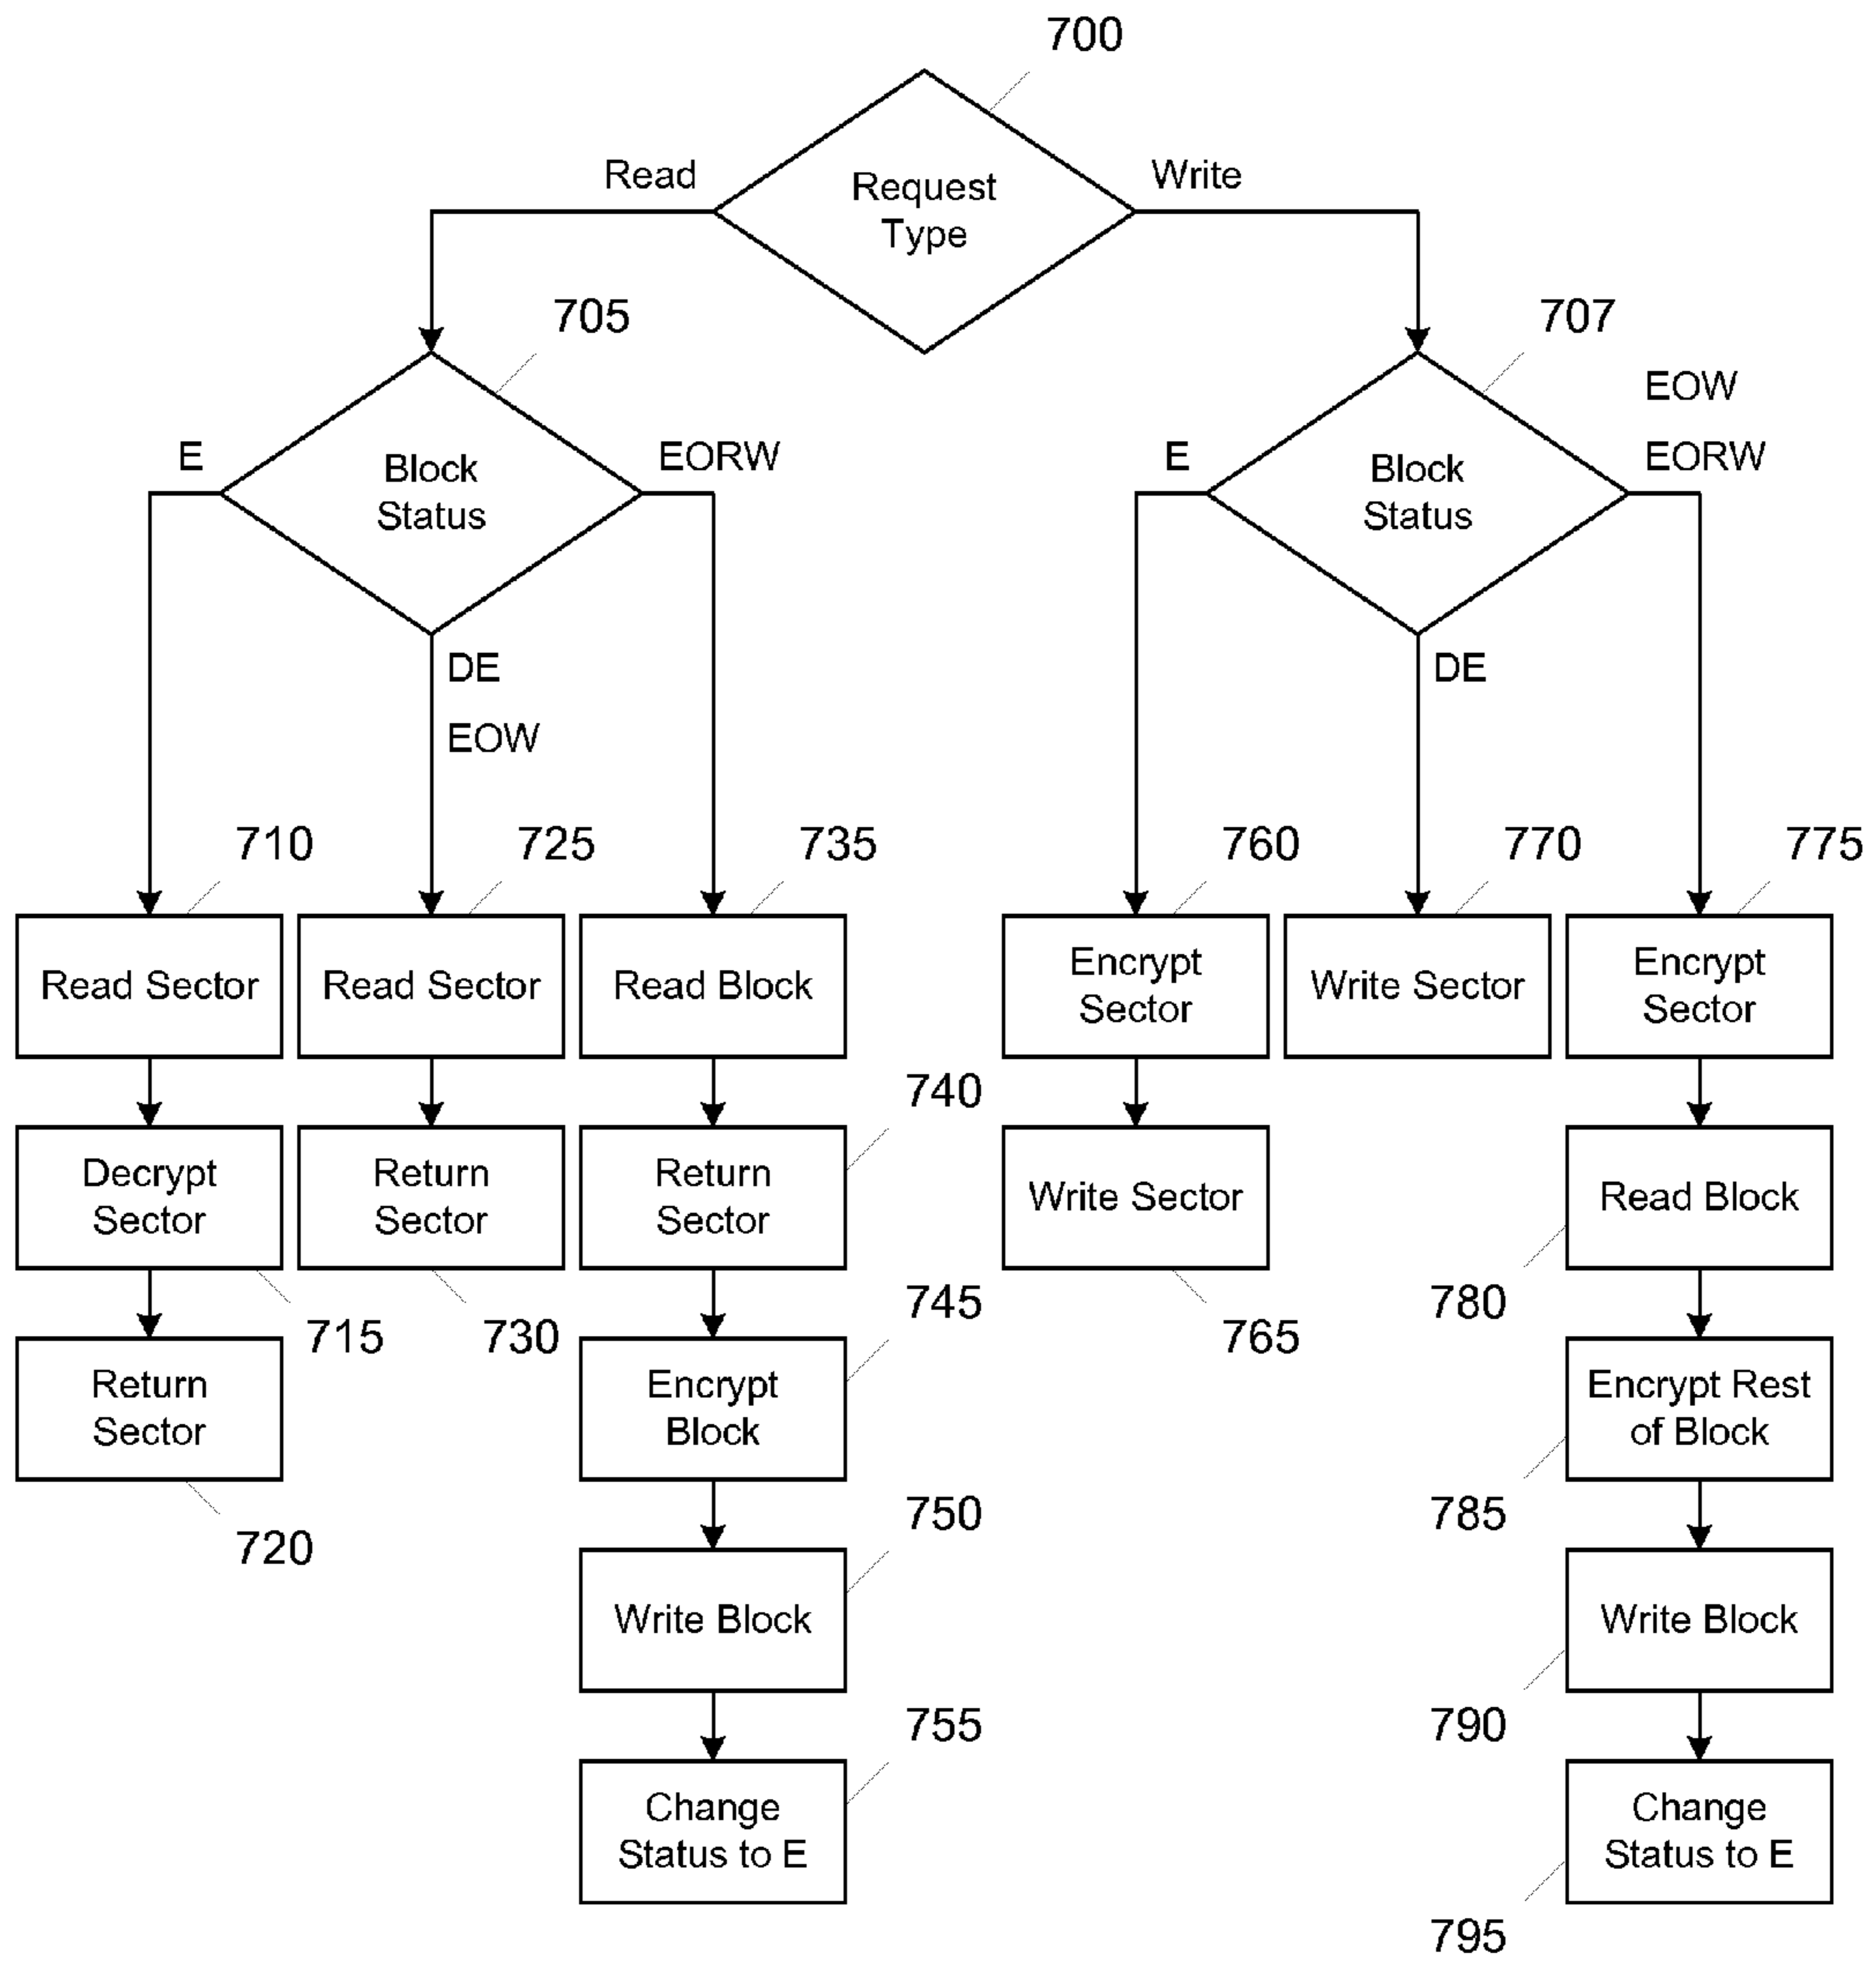 700
Read
Request
Type
Write
705
707
E
Block
Status
EORW
E
Block
Status
EOW
EORW
DE
EOW
DE
710
725
735
760
770
775
Read Sector
Read Sector
Read Block
Encrypt
Sector
Write Sector
Encrypt
Sector
740
Decrypt
Sector
Return
Sector
Return
Sector
Write Sector
Read Block
715
730
745
765
780
Return
Sector
Encrypt
Block
Encrypt Rest
of Block
720
750
785
Write Block
Write Block
755
790
Change
Status to E
Change
Status to E
795